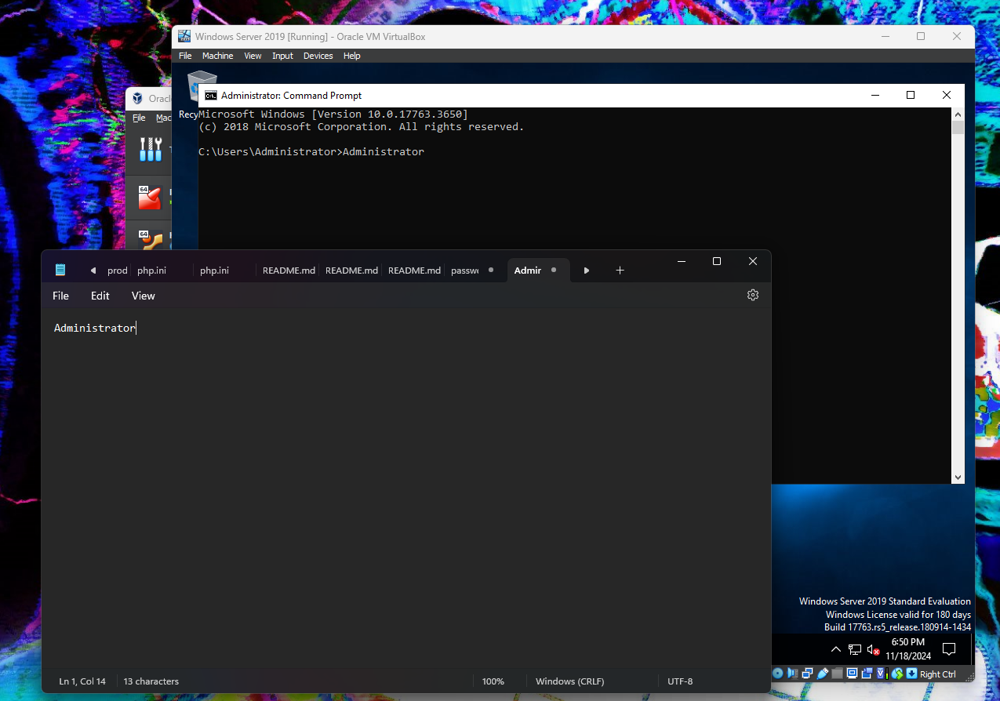 Windows Server 2019 [Running] - Oracle VM VirtualBox
File Machine View Input Devices Help
Administrator: Command Prompt
Oracl
File Mac
Recy
Microsoft Windows [Version 10.0.17763.3650]
(c) 2018 Microsoft Corporation. All rights reserved.
C:\Users\Administrator>Administrator
64
64
prod php.ini php.ini README.md README.md README.md passw Admir
File Edit View
Administrator
Ln 1, Col 14 13 characters 100% Windows (CRLF) UTF-8
Windows Server 2019 Standard Evaluation
Windows License valid for 180 days
Build 17763.rs5_release.180914-1434
6:50 PM
11/18/2024
Right Ctrl